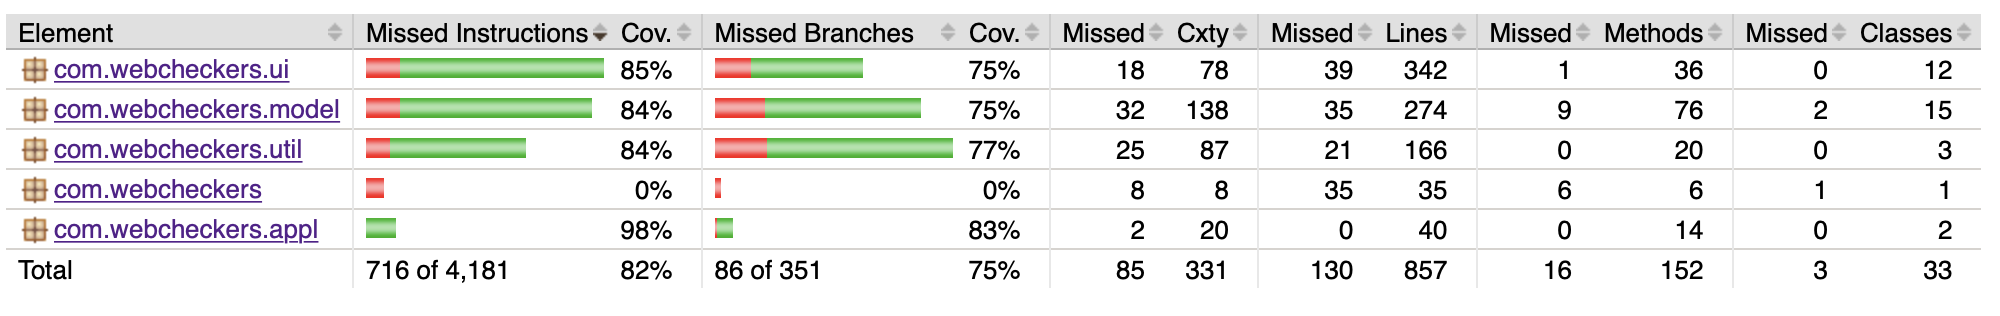 Element Missed Instructions Cov. Missed Branches Cov. Missed Cxty Missed Lines Missed Methods Missed Classes
com.webcheckers.ui 85% 75% 18 78 39 342 1 36 0 12
com.webcheckers.model 84% 75% 32 138 35 274 9 76 2 15
com.webcheckers.util 84% 77% 25 87 21 166 0 20 0 3
com.webcheckers 0% 0% 8 8 35 35 6 6 1 1
com.webcheckers.appl 98% 83% 2 20 0 40 0 14 0 2
Total 716 of 4,181 82% 86 of 351 75% 85 331 130 857 16 152 3 33